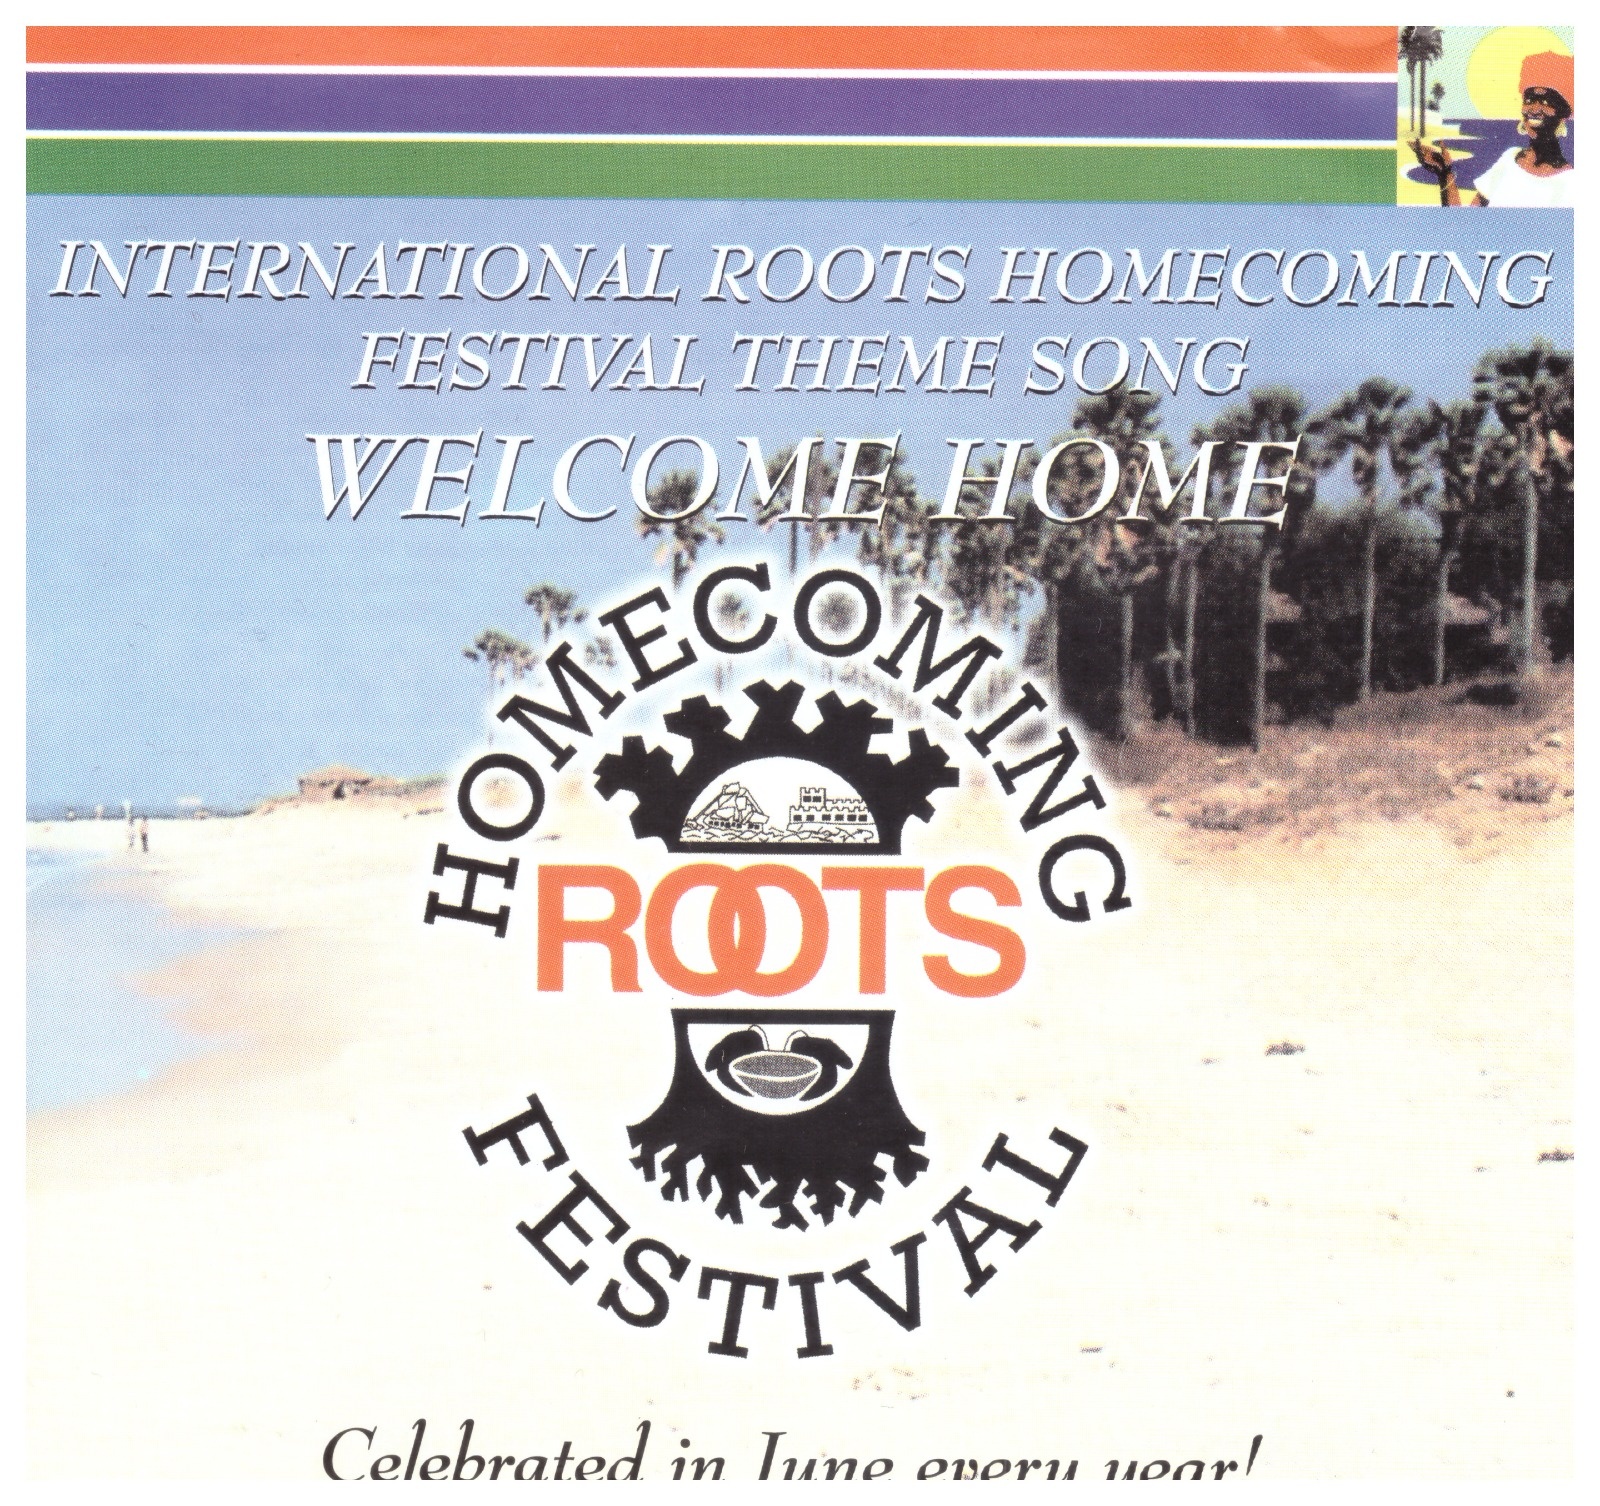 INTERNATIONAL ROOTS HOMECOMING
FESTIVAL THEME SONG
WELCOME HOME
HOMECOMING
ROOTS
FESTIVAL
Celebrated in June every year!